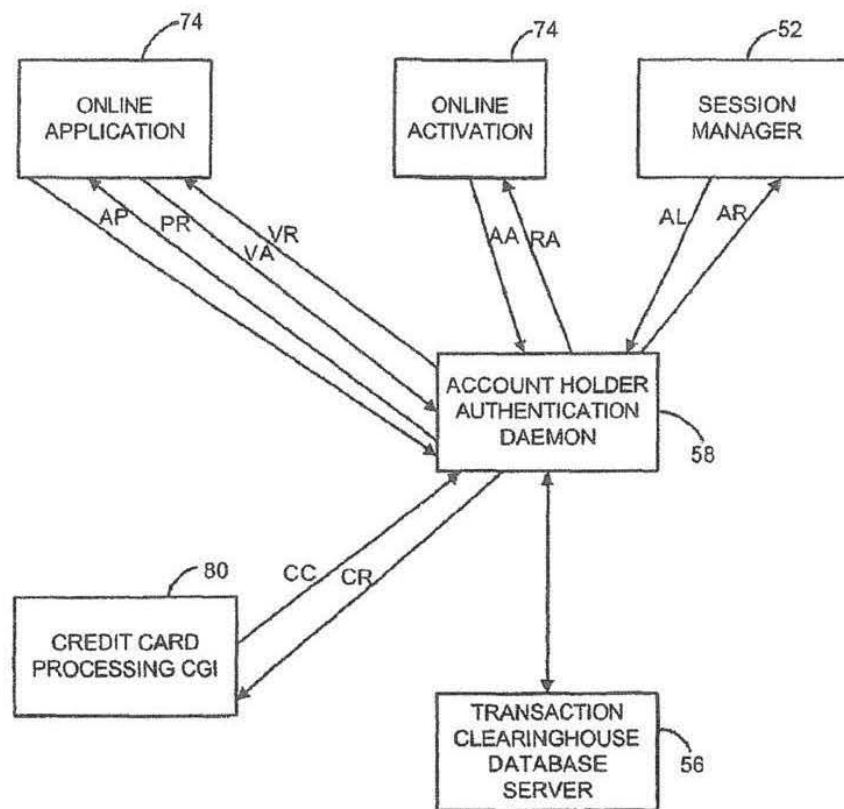 74
74
52
ONLINE
APPLICATION
ONLINE
ACTIVATION
SESSION
MANAGER
AP
PR
VA
VR
AA
RA
AL
AR
ACCOUNT HOLDER
AUTHENTICATION
DAEMON
58
80
CC
CR
CREDIT CARD
PROCESSING CGI
TRANSACTION
CLEARINGHOUSE
DATABASE
SERVER
56